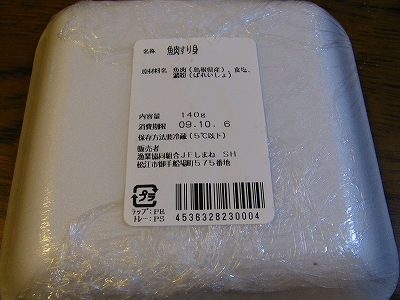 名称 魚肉すり身
原材料名 魚肉(島根県産)、食塩、
澱粉(ばれいしょ)
内容量 140g
消費期限 09.10. 6
保存方法要冷蔵(5℃以下)
販売者
漁業協同組合JFしまね SH
松江市御手船場町575番地
プラ
ラップ:PE
トレー:PS
4536328230004